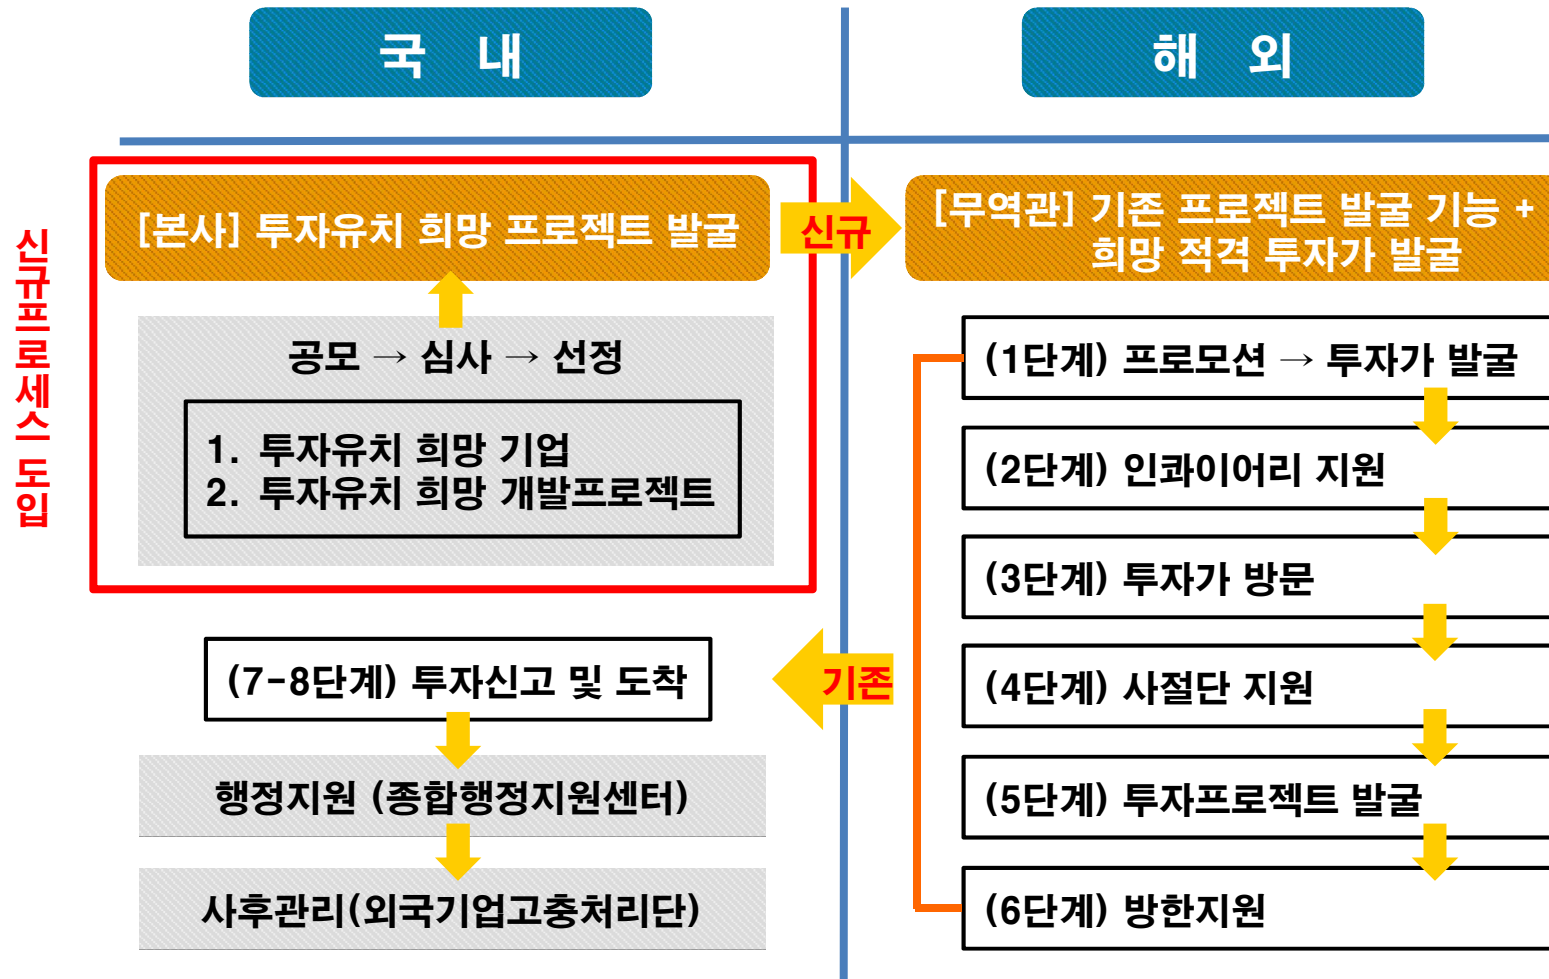 국 내
해 외
신규프로세스 도입
[본사] 투자유치 희망 프로젝트 발굴
신규
[무역관] 기존 프로젝트 발굴 기능 +
희망 적격 투자가 발굴
공모 → 심사 → 선정
1. 투자유치 희망 기업
2. 투자유치 희망 개발프로젝트
(1단계) 프로모션 → 투자가 발굴
(2단계) 인콰이어리 지원
(3단계) 투자가 방문
(4단계) 사절단 지원
(5단계) 투자프로젝트 발굴
(6단계) 방한지원
기존
(7-8단계) 투자신고 및 도착
행정지원 (종합행정지원센터)
사후관리(외국기업고충처리단)